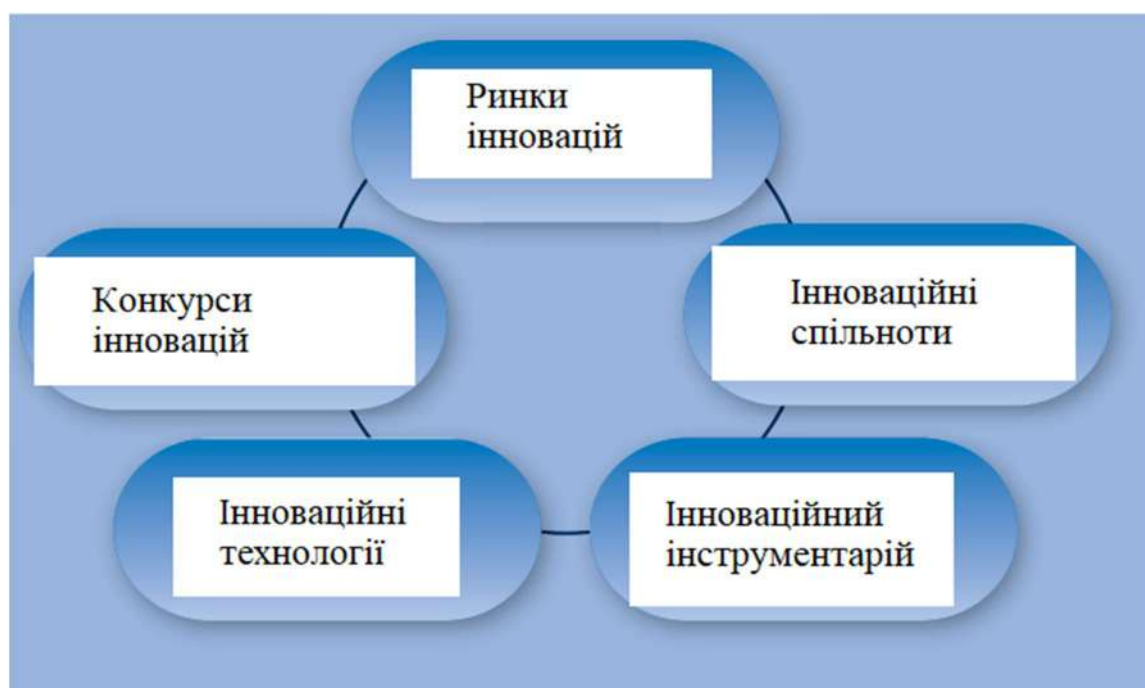 Ринки
інновацій
Конкурси
інновацій
Інноваційні
спільноти
Інноваційні
технології
Інноваційний
інструментарій